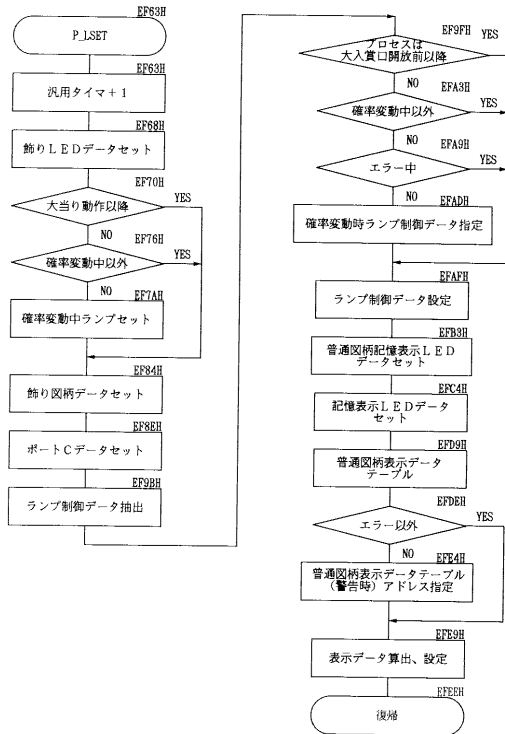 EF63H
P_LSET
EF63H
汎用タイマ+1
EF68H
飾りLEDデータセット
EF70H
大当り動作以降
YES
NO
EF76H
確率変動中以外
YES
NO
EF7AH
確率変動中ランプセット
EF84H
飾り図柄データセット
EF8EH
ポートCデータセット
EF9BH
ランプ制御データ抽出
EF9FH
プロセスは
大入賞口開放前以降
YES
NO
EFA3H
確率変動中以外
YES
NO
EFA9H
エラー中
YES
NO
EFADH
確率変動時ランプ制御データ指定
EFAFH
ランプ制御データ設定
EFB3H
普通図柄記憶表示LED
データセット
EFC4H
記憶表示LEDデータ
セット
EFD9H
普通図柄表示データ
テーブル
EFDEH
エラー以外
YES
NO
EFE4H
普通図柄表示データテーブル
(警告時)アドレス指定
EFE9H
表示データ算出、設定
EFEEH
復帰